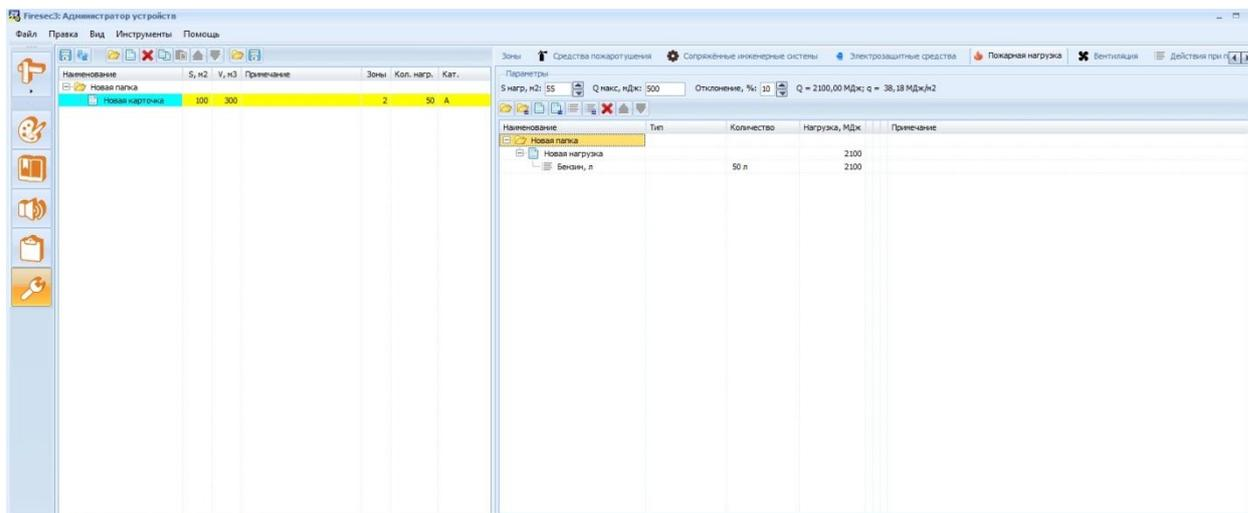 Firesec3: Администратор устройств
Файл Правка Вид Инструменты Помощь
Наименование S, м2 V, м3 Примечание Зоны Кол. нагр. Кат.
Новая папка
Новая карточка 100 300 2 50 А
Зоны Средства пожаротушения Сопряжённые инженерные системы Электрозащитные средства Пожарная нагрузка Вентиляция Действия при п
Параметры
S нагр, м2: 55 Q макс, мДж: 500 Отклонение, %: 10 Q = 2100,00 МДж; q = 38,18 МДж/м2
Наименование Тип Количество Нагрузка, МДж Примечание
Новая папка
Новая нагрузка 2100
Бензин, л 50 л 2100